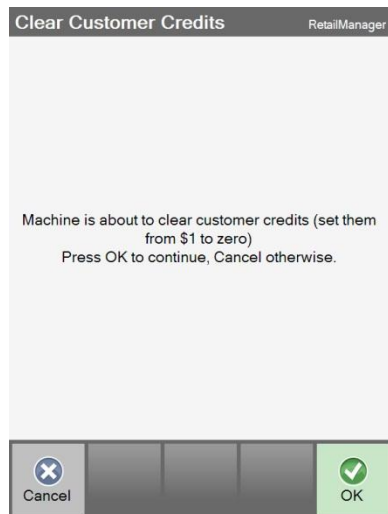 Clear Customer Credits RetailManager
Machine is about to clear customer credits (set them
from $1 to zero)
Press OK to continue, Cancel otherwise.
Cancel OK